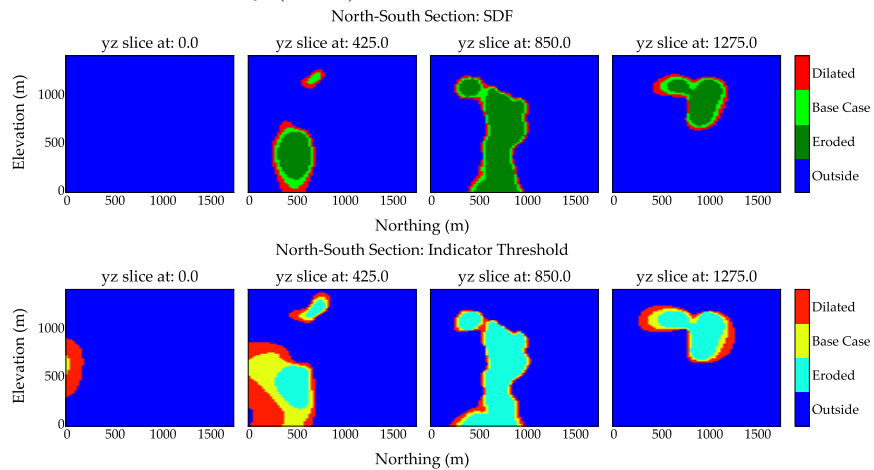 North-South Section: SDF
yz slice at: 0.0 yz slice at: 425.0 yz slice at: 850.0 yz slice at: 1275.0
Elevation (m)
1000
500
0
0 500 1000 1500 0 500 1000 1500 0 500 1000 1500 0 500 1000 1500
Northing (m)
Dilated
Base Case
Eroded
Outside
North-South Section: Indicator Threshold
yz slice at: 0.0 yz slice at: 425.0 yz slice at: 850.0 yz slice at: 1275.0
Elevation (m)
1000
500
0
0 500 1000 1500 0 500 1000 1500 0 500 1000 1500 0 500 1000 1500
Northing (m)
Dilated
Base Case
Eroded
Outside